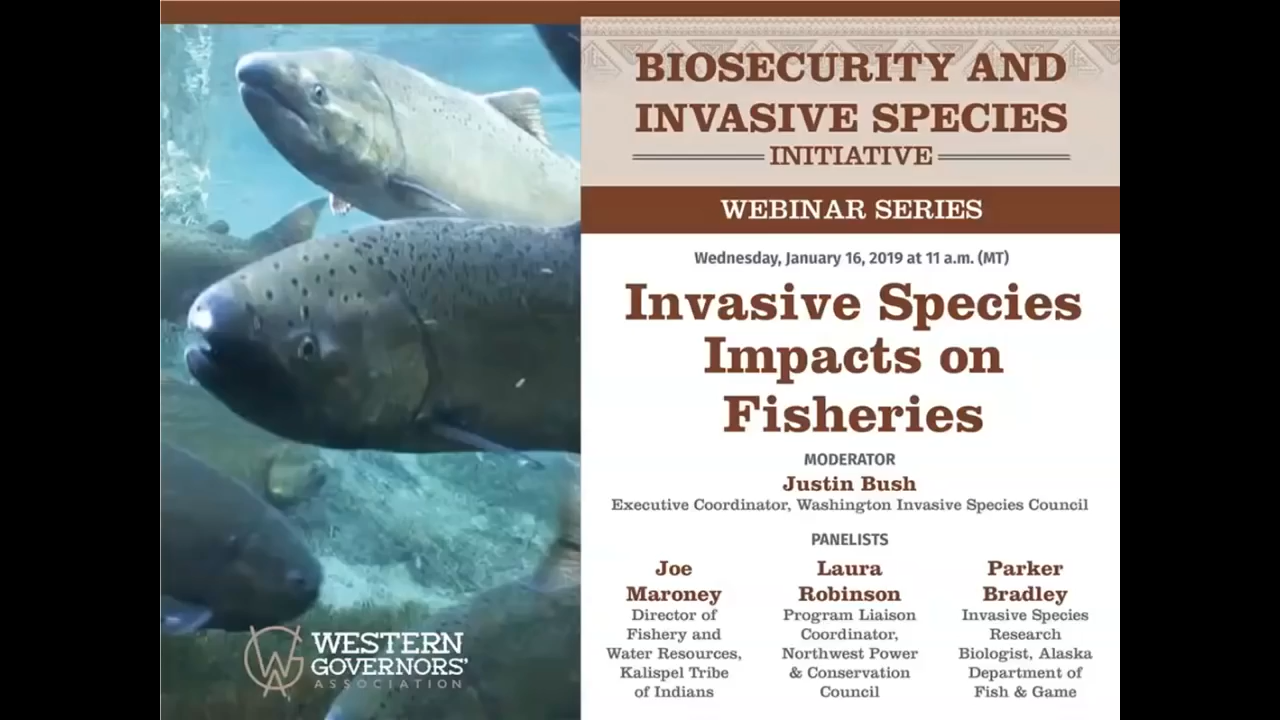 BIOSECURITY AND
INVASIVE SPECIES
INITIATIVE
WEBINAR SERIES
Wednesday, January 16, 2019 at 11 a.m. (MT)
Invasive Species
Impacts on
Fisheries
MODERATOR
Justin Bush
Executive Coordinator, Washington Invasive Species Council
PANELISTS
Joe
Maroney
Director of
Fishery and
Water Resources,
Kalispel Tribe
of Indians
Laura
Robinson
Program Liaison
Coordinator,
Northwest Power
& Conservation
Council
Parker
Bradley
Invasive Species
Research
Biologist, Alaska
Department of
Fish & Game
WESTERN
GOVERNORS'
ASSOCIATION